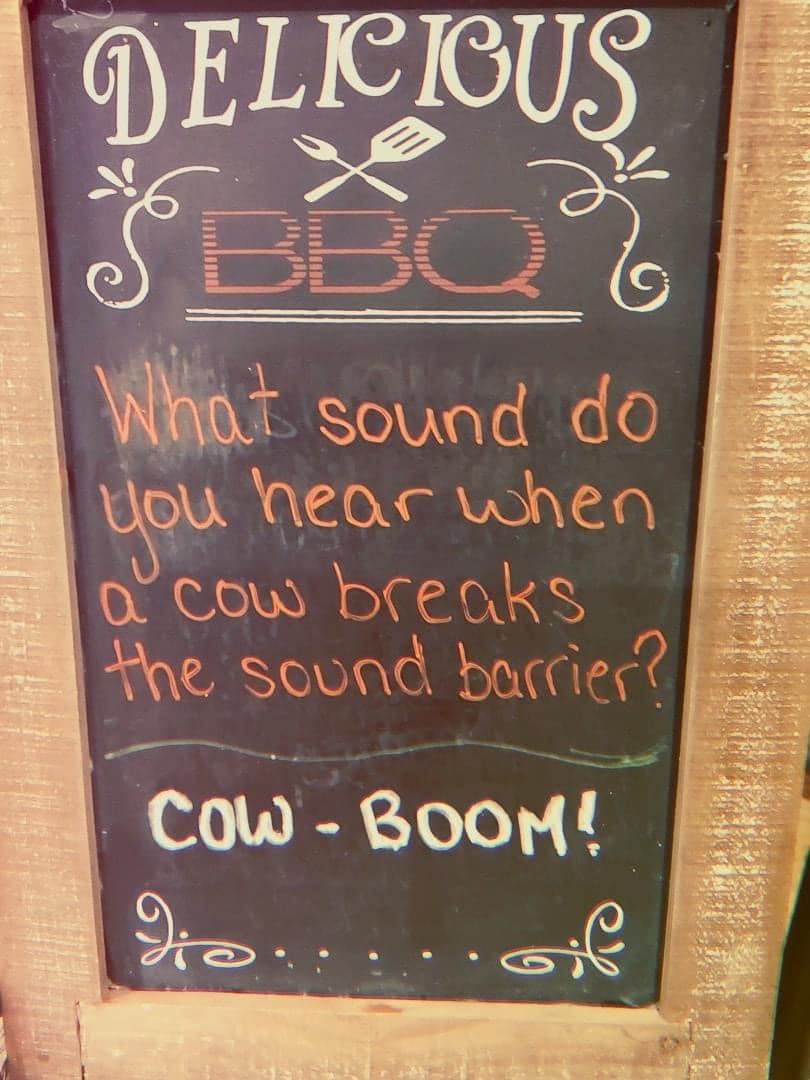 DELICIOUS
BBQ
What sound do
you hear when
a cow breaks
the sound barrier?
COW - BOOM!